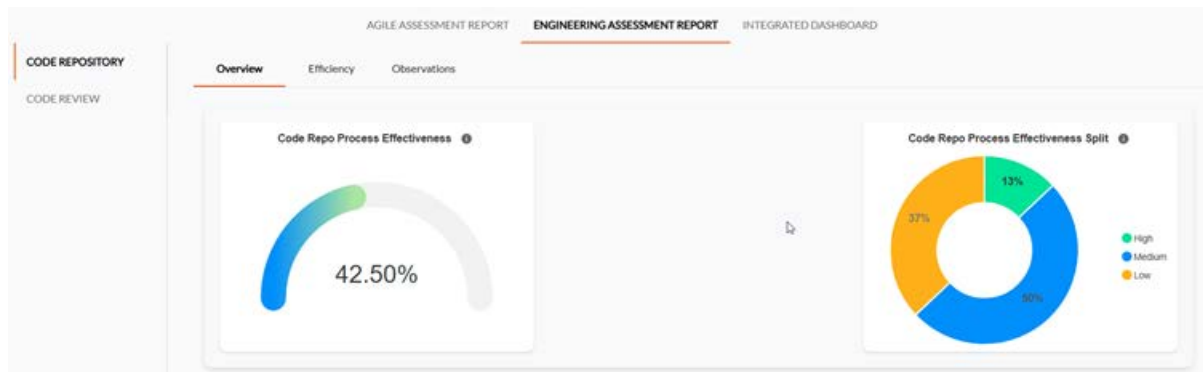 AGILE ASSESSMENT REPORT ENGINEERING ASSESSMENT REPORT INTEGRATED DASHBOARD
CODE REPOSITORY
CODE REVIEW
Overview Efficiency Observations
Code Repo Process Effectiveness
42.50%
Code Repo Process Effectiveness Split
13%
37%
50%
High
Medium
Low